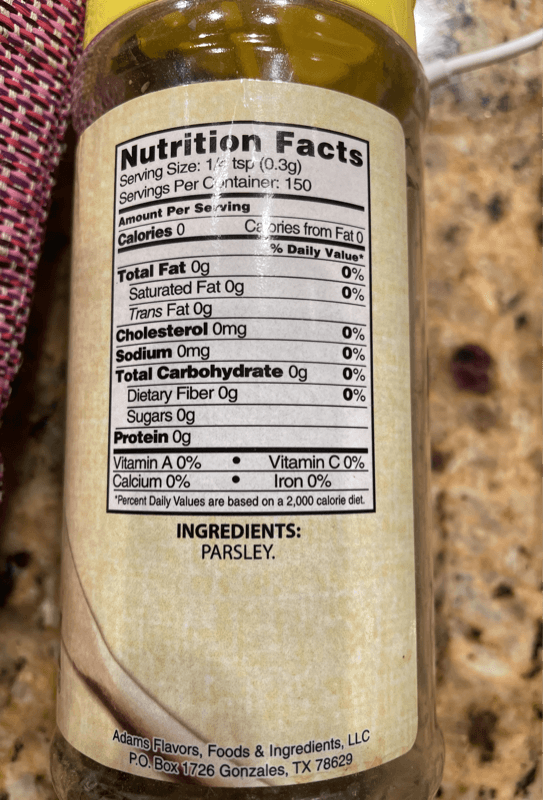 Nutrition Facts
Serving Size: 1/4 tsp (0.3g)
Servings Per Container: 150
Amount Per Serving
Calories 0 Calories from Fat 0
% Daily Value*
Total Fat 0g 0%
Saturated Fat 0g 0%
Trans Fat 0g
Cholesterol 0mg 0%
Sodium 0mg 0%
Total Carbohydrate 0g 0%
Dietary Fiber 0g 0%
Sugars 0g
Protein 0g
Vitamin A 0% • Vitamin C 0%
Calcium 0% • Iron 0%
*Percent Daily Values are based on a 2,000 calorie diet.
INGREDIENTS:
PARSLEY.
Adams Flavors, Foods & Ingredients, LLC
P.O. Box 1726 Gonzales, TX 78629